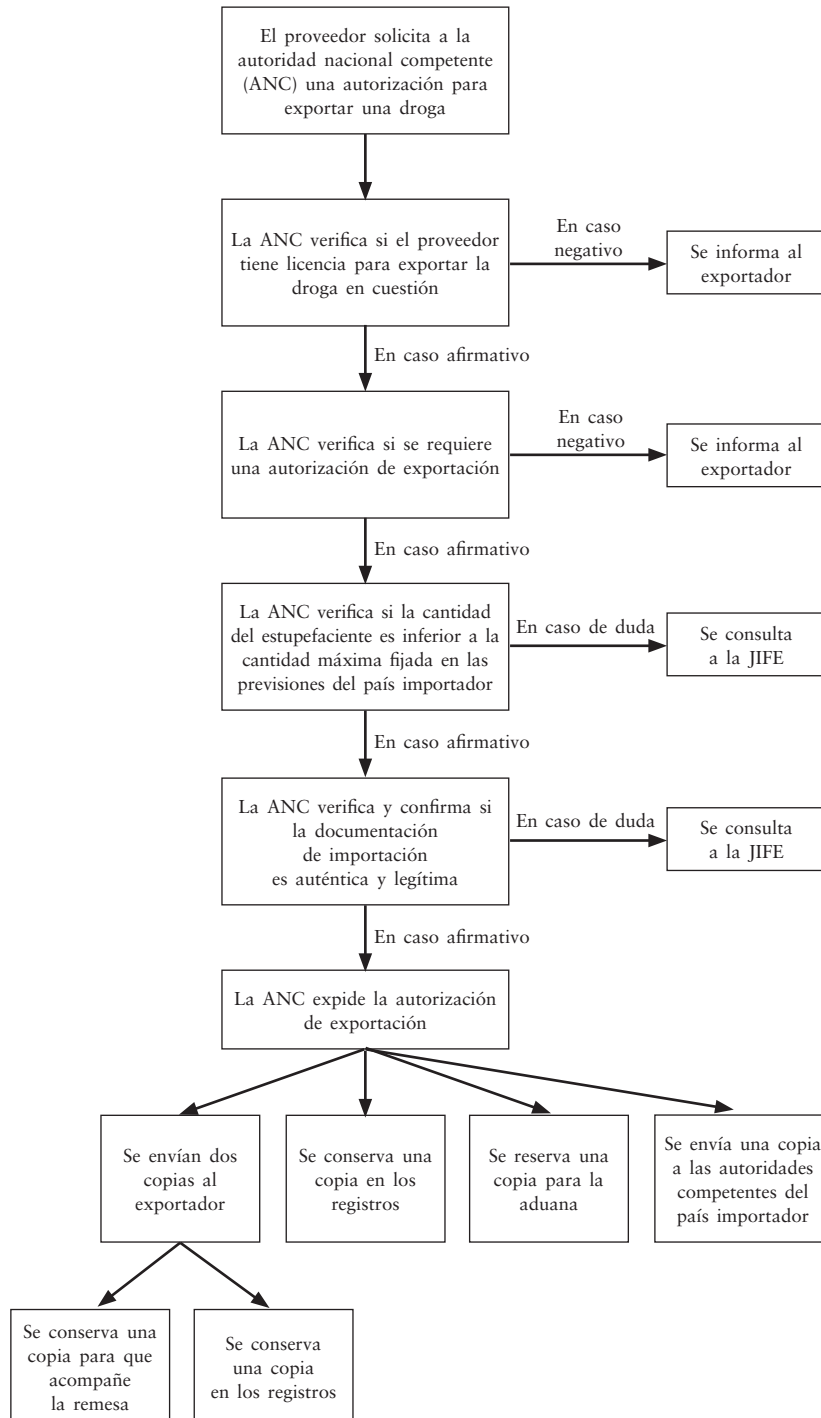 El proveedor solicita a la
autoridad nacional competente
(ANC) una autorización para
exportar una droga
La ANC verifica si el proveedor
tiene licencia para exportar la
droga en cuestión
En caso
negativo
Se informa al
exportador
En caso afirmativo
La ANC verifica si se requiere
una autorización de exportación
En caso
negativo
Se informa al
exportador
En caso afirmativo
La ANC verifica si la cantidad
del estupefaciente es inferior a la
cantidad máxima fijada en las
previsiones del país importador
En caso de duda
Se consulta
a la JIFE
En caso afirmativo
La ANC verifica y confirma si
la documentación
de importación
es auténtica y legítima
En caso de duda
Se consulta
a la JIFE
En caso afirmativo
La ANC expide la autorización
de exportación
Se envían dos
copias al
exportador
Se conserva una
copia en los
registros
Se reserva una
copia para la
aduana
Se envía una copia
a las autoridades
competentes del
país importador
Se conserva una
copia para que
acompañe
la remesa
Se conserva
una copia
en los registros